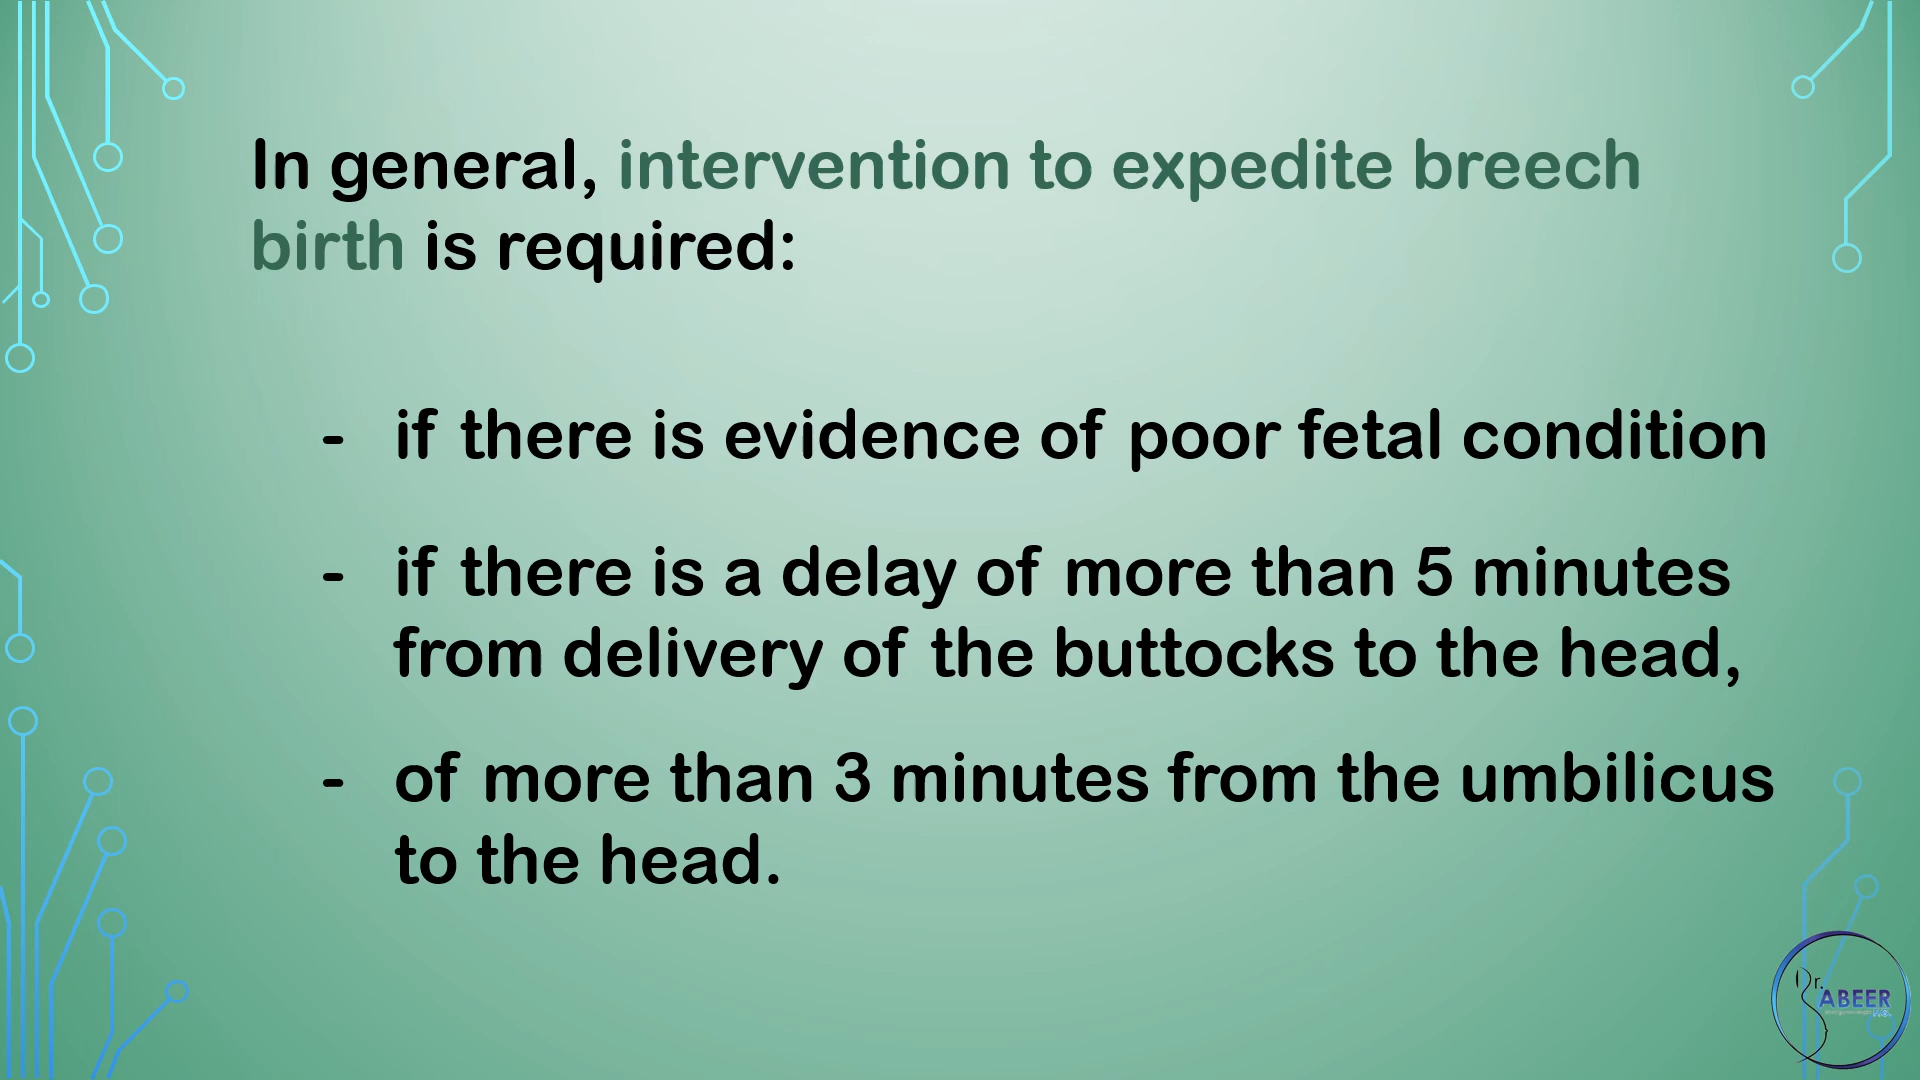 In general, intervention to expedite breech
birth is required:
- if there is evidence of poor fetal condition
- if there is a delay of more than 5 minutes
from delivery of the buttocks to the head,
- of more than 3 minutes from the umbilicus
to the head.
Dr.
ABEER